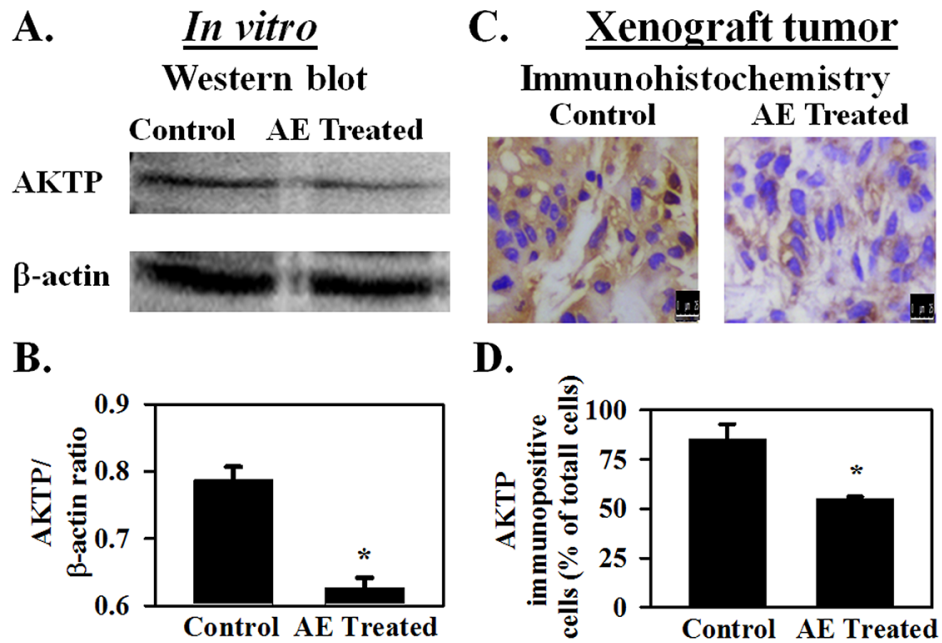 A.
In vitro
Western blot
Control AE Treated
AKTP
β-actin
B.
AKTP/
β-actin ratio
0.9
0.8
0.7
0.6
*
Control AE Treated
C.
Xenograft tumor
Immunohistochemistry
Control AE Treated
D.
AKTP
immunopositive
cells (% of totall cells)
100
75
50
25
0
*
Control AE Treated